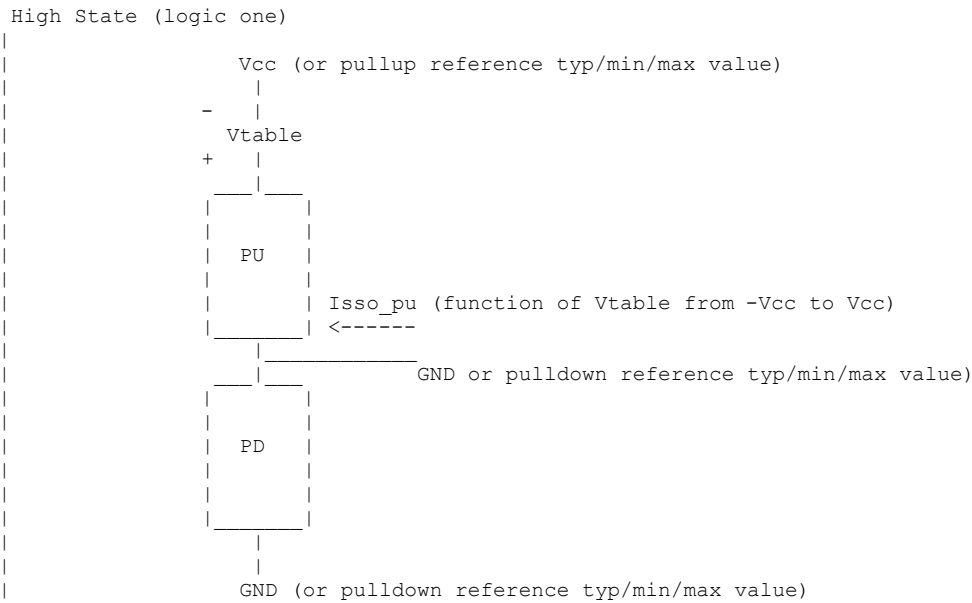 High State (logic one)
Vcc (or pullup reference typ/min/max value)
-
Vtable
+
PU
Isso_pu (function of Vtable from -Vcc to Vcc)
<------
GND or pulldown reference typ/min/max value)
PD
GND (or pulldown reference typ/min/max value)